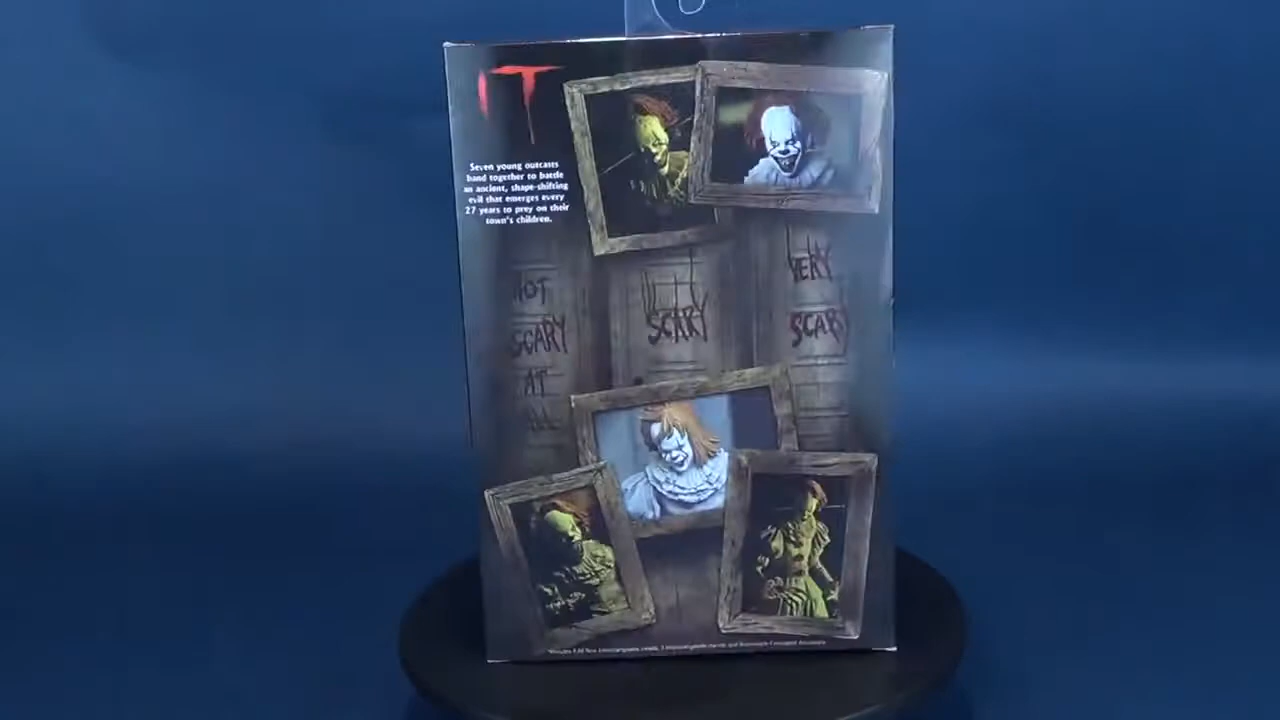 IT
Seven young outcasts
band together to battle
an ancient, shape-shifting
evil that emerges every
27 years to prey on their
town's children.
NOT
SCARY
AT
ALL
SCARY
VERY
SCARY